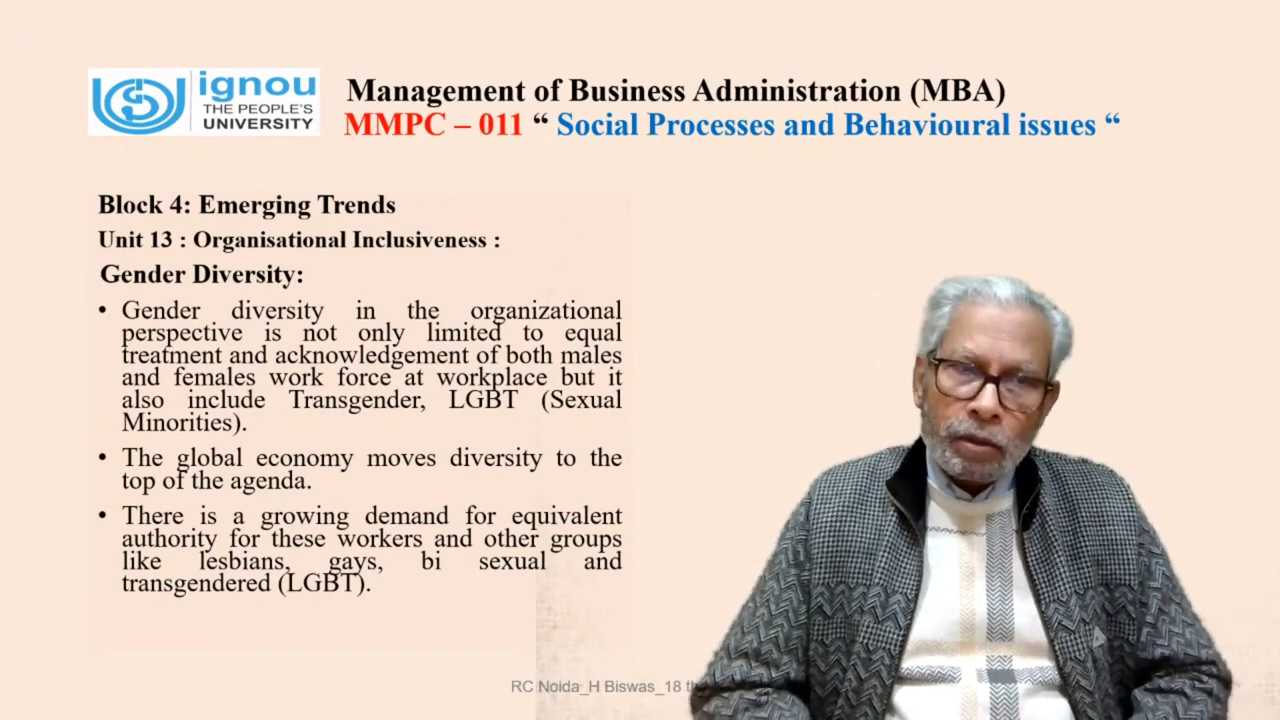 ignou
THE PEOPLE'S
UNIVERSITY
Management of Business Administration (MBA)
MMPC – 011 “ Social Processes and Behavioural issues “
Block 4: Emerging Trends
Unit 13 : Organisational Inclusiveness :
Gender Diversity:
• Gender diversity in the organizational
perspective is not only limited to equal
treatment and acknowledgement of both males
and females work force at workplace but it
also include Transgender, LGBT (Sexual
Minorities).
• The global economy moves diversity to the
top of the agenda.
• There is a growing demand for equivalent
authority for these workers and other groups
like lesbians, gays, bi sexual and
transgendered (LGBT).
RC Noida_H Biswas_18